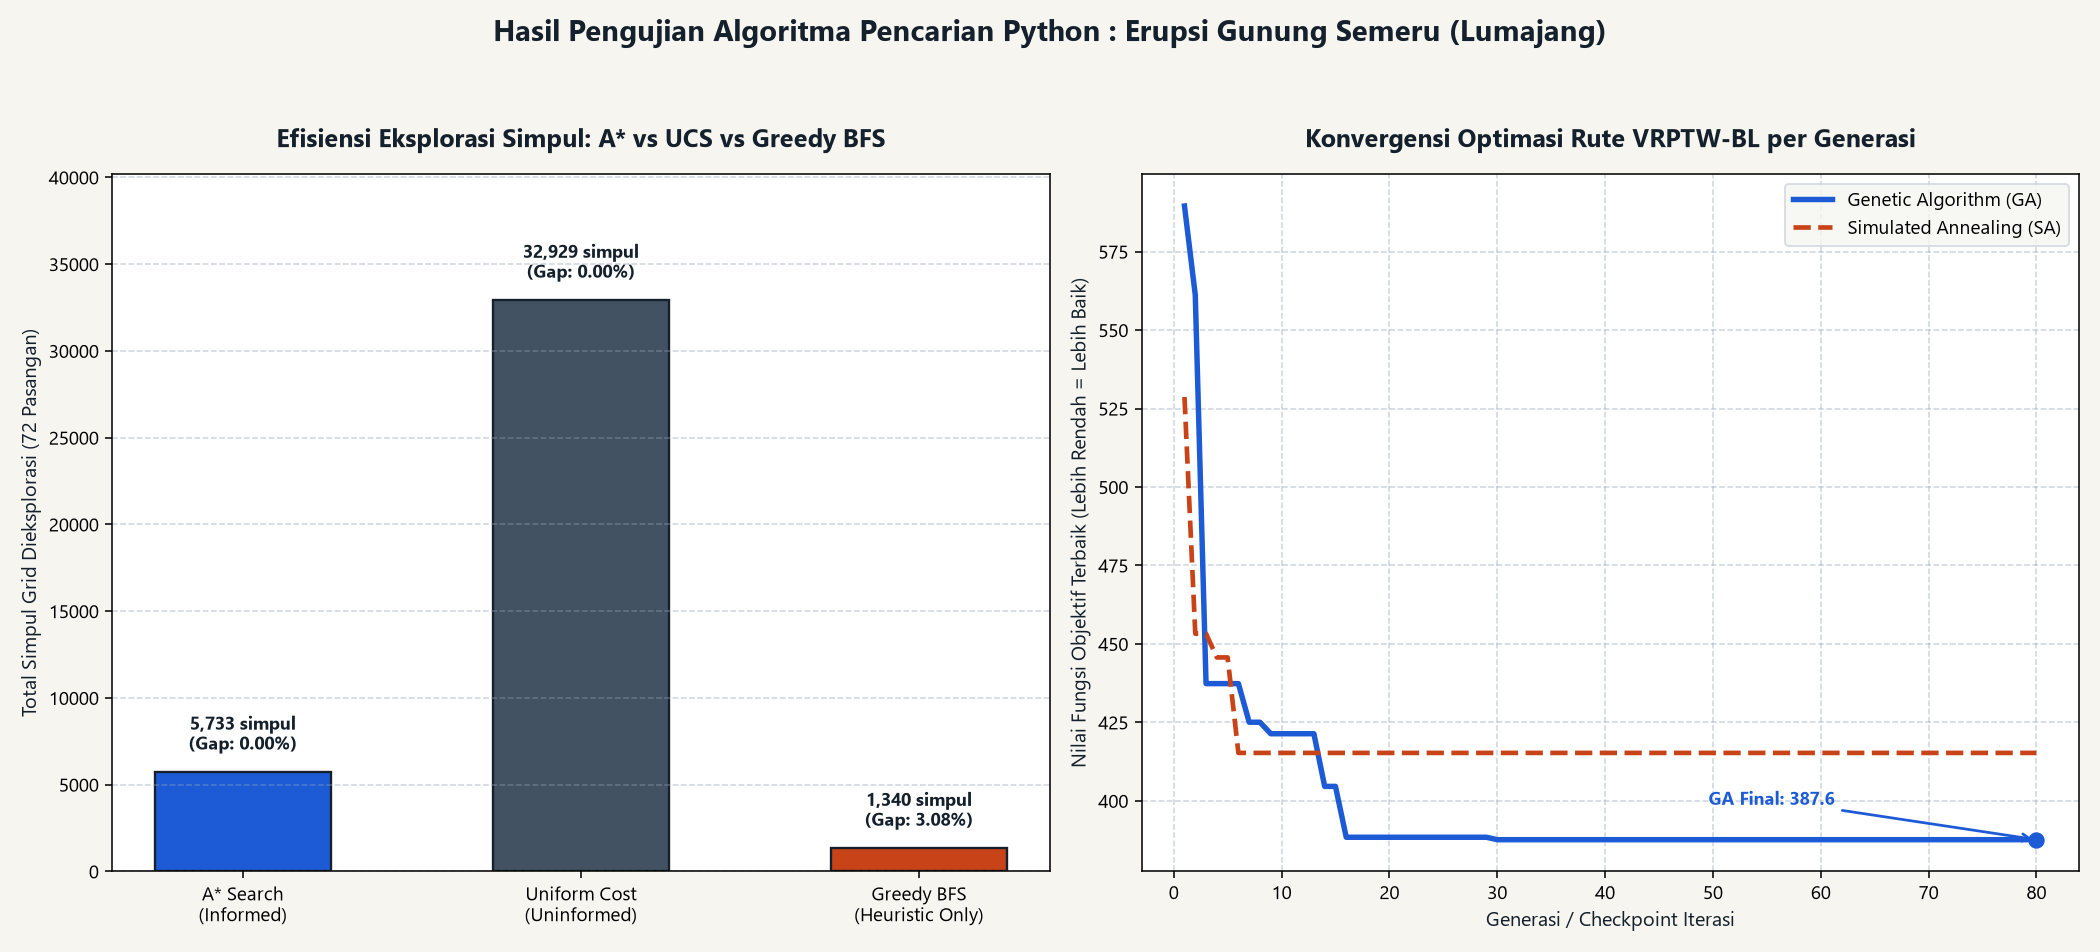 Hasil Pengujian Algoritma Pencarian Python : Erupsi Gunung Semeru (Lumajang)
Efisiensi Eksplorasi Simpul: A* vs UCS vs Greedy BFS
Total Simpul Grid Dieksplorasi (72 Pasangan)
40000
35000
30000
25000
20000
15000
10000
5000
0
5,733 simpul
(Gap: 0.00%)
32,929 simpul
(Gap: 0.00%)
1,340 simpul
(Gap: 3.08%)
A* Search
(Informed)
Uniform Cost
(Uninformed)
Greedy BFS
(Heuristic Only)
Konvergensi Optimasi Rute VRPTW-BL per Generasi
Nilai Fungsi Objektif Terbaik (Lebih Rendah = Lebih Baik)
575
550
525
500
475
450
425
400
Genetic Algorithm (GA)
Simulated Annealing (SA)
GA Final: 387.6
0
10
20
30
40
50
60
70
80
Generasi / Checkpoint Iterasi